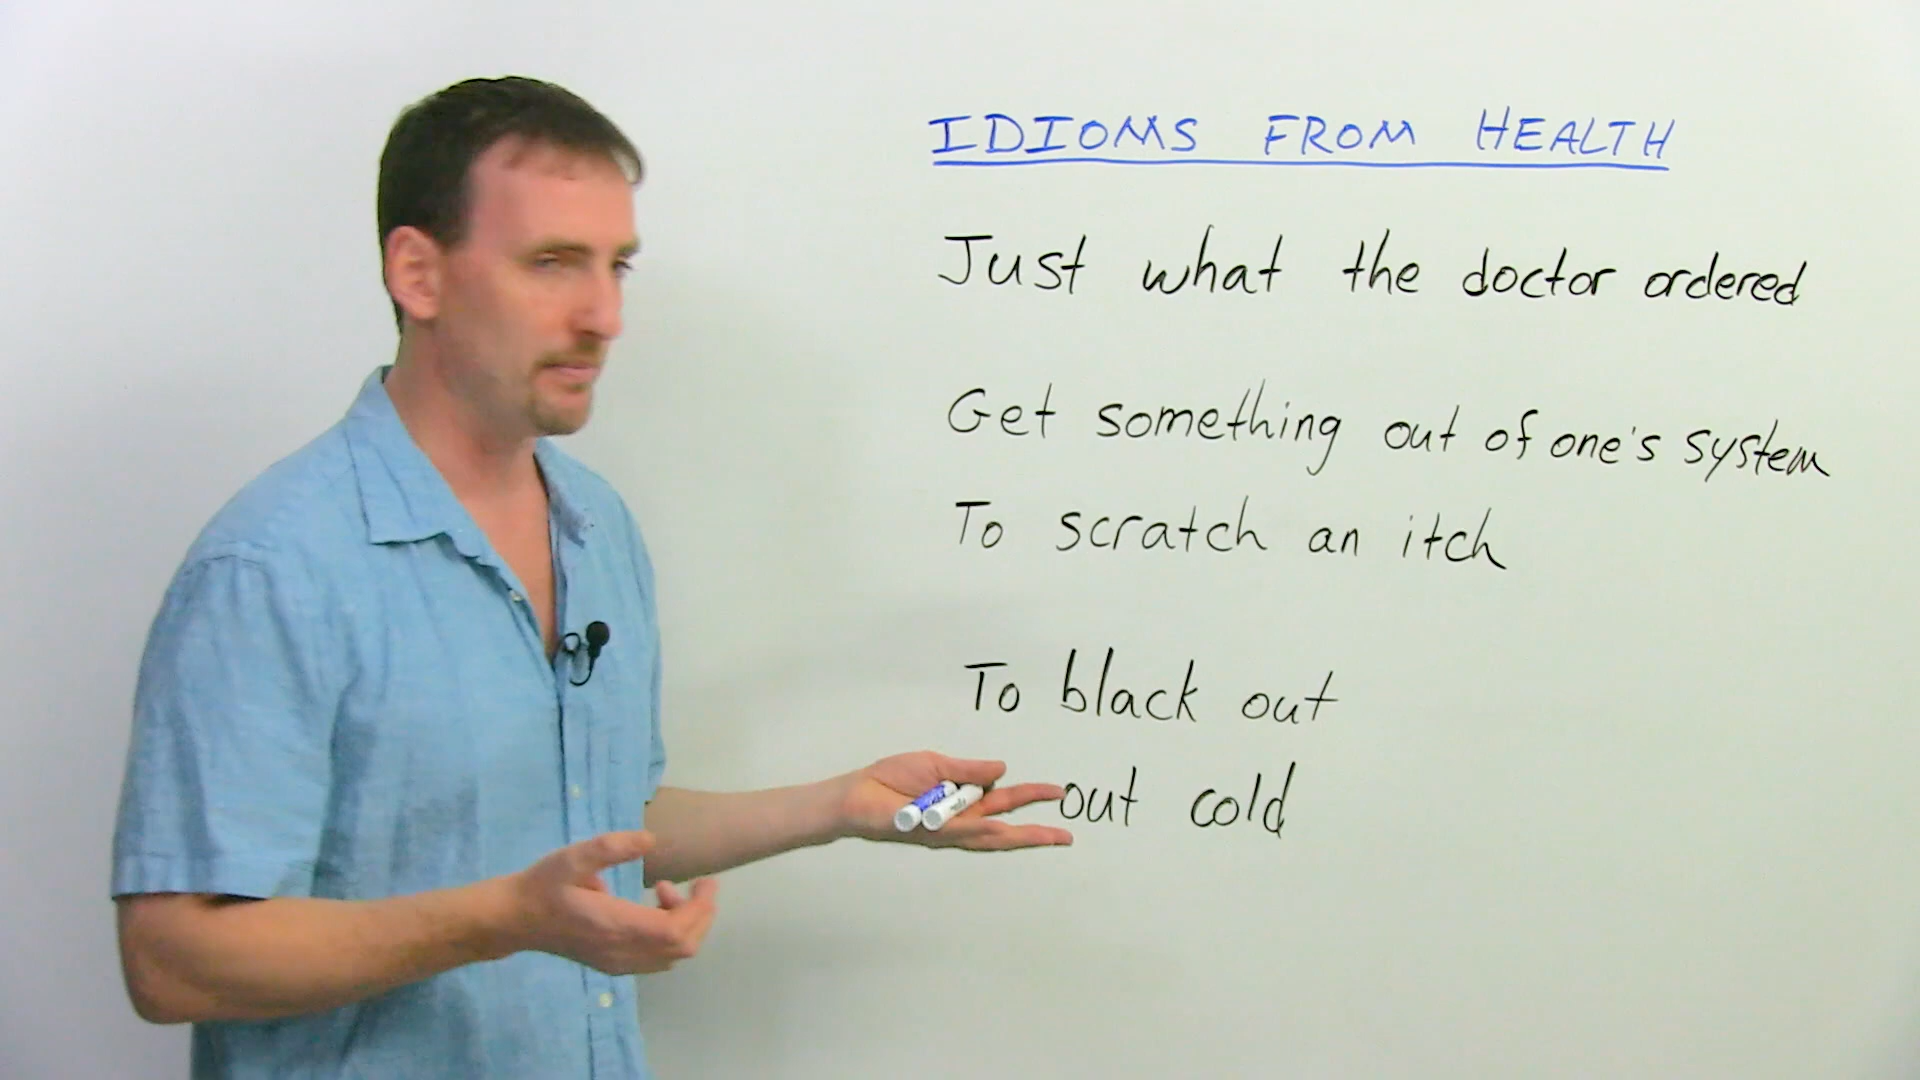 IDIOMS FROM HEALTH
Just what the doctor ordered
Get something out of one's system
To scratch an itch
To black out
out cold